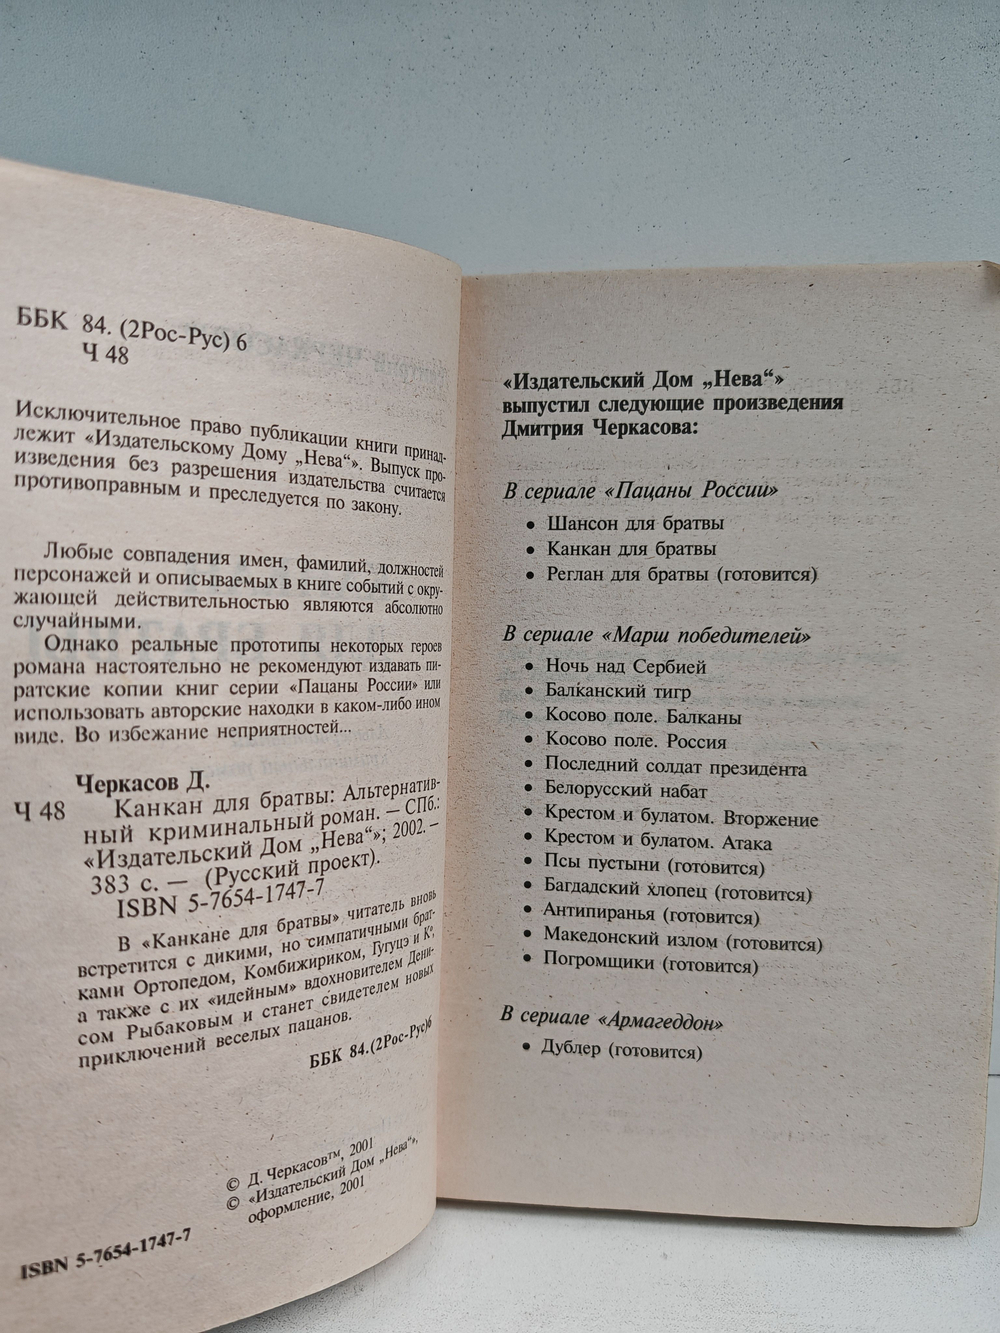 ББК 84. (2Рос-Рус) 6
Ч 48
Исключительное право публикации книги принад-
лежит «Издательскому Дому „Нева“». Выпуск про-
изведения без разрешения издательства считается
противоправным и преследуется по закону.
Любые совпадения имен, фамилий, должностей
персонажей и описываемых в книге событий с окру-
жающей действительностью являются абсолютно
случайными.
Однако реальные прототипы некоторых героев
романа настоятельно не рекомендуют издавать пи-
ратские копии книг серии «Пацаны России» или
использовать авторские находки в каком-либо ином
виде. Во избежание неприятностей...
Черкасов Д.
Ч 48 Канкан для братвы: Альтернатив-
ный криминальный роман. — СПб.:
«Издательский Дом „Нева“»; 2002. —
383 с. — (Русский проект).
ISBN 5-7654-1747-7
В «Канкане для братвы» читатель вновь
встретится с дикими, но симпатичными брат-
ками Ортопедом, Комбижириком, Гугуцэ и К°,
а также с их «идейным» вдохновителем Дени-
сом Рыбаковым и станет свидетелем новых
приключений веселых пацанов.
ББК 84.(2Рос-Рус)6
© Д. Черкасов™, 2001
© «Издательский Дом „Нева“»,
оформление, 2001
ISBN 5-7654-1747-7
«Издательский Дом „Нева“»
выпустил следующие произведения
Дмитрия Черкасова:
В сериале «Пацаны России»
• Шансон для братвы
• Канкан для братвы
• Реглан для братвы (готовится)
В сериале «Марш победителей»
• Ночь над Сербией
• Балканский тигр
• Косово поле. Балканы
• Косово поле. Россия
• Последний солдат президента
• Белорусский набат
• Крестом и булатом. Вторжение
• Крестом и булатом. Атака
• Псы пустыни (готовится)
• Багдадский хлопец (готовится)
• Антипиранья (готовится)
• Македонский излом (готовится)
• Погромщики (готовится)
В сериале «Армагеддон»
• Дублер (готовится)